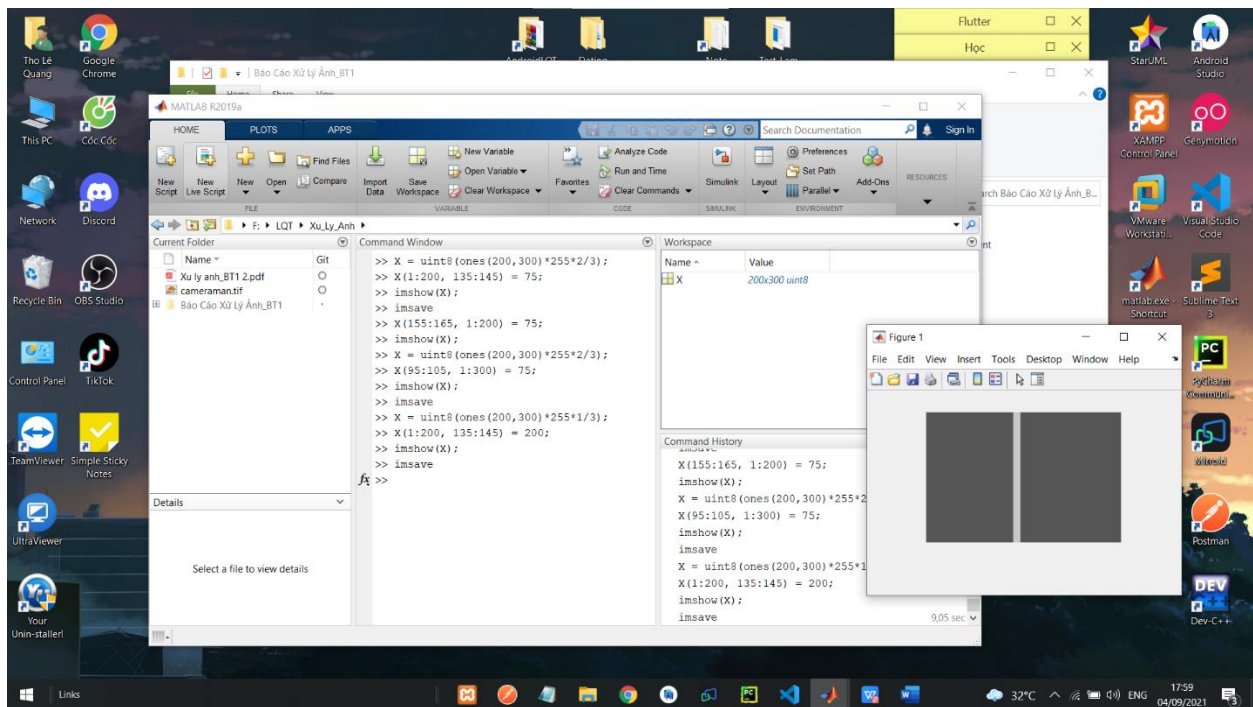 Flutter
Học
Tho Lê
Quang
Google
Chrome
This PC
Cốc Cốc
Network
Discord
Recycle Bin
OBS Studio
Control Panel
TikTok
TeamViewer
Simple Sticky
Notes
UltraViewer
Your
Unin-staller!
Báo Cáo Xử Lý Ảnh_BT1
MATLAB R2019a
HOME PLOTS APPS
Search Documentation
Sign In
New
Script
New
Live Script
New
Open
Find Files
Compare
Import
Data
Save
Workspace
New Variable
Open Variable
Clear Workspace
Favorites
Analyze Code
Run and Time
Clear Commands
Simulink
Layout
Preferences
Set Path
Parallel
Add-Ons
RESOURCES
FILE VARIABLE CODE SIMULINK ENVIRONMENT
F: LQT Xu_Ly_Anh
Current Folder
Name Git
Xu ly anh_BT1 2.pdf
cameraman.tif
Báo Cáo Xử Lý Ảnh_BT1
Details
Select a file to view details
Command Window
>> X = uint8(ones(200,300)*255*2/3);
>> X(1:200, 135:145) = 75;
>> imshow(X);
>> imsave
>> X(155:165, 1:200) = 75;
>> imshow(X);
>> X = uint8(ones(200,300)*255*2/3);
>> X(95:105, 1:300) = 75;
>> imshow(X);
>> imsave
>> X = uint8(ones(200,300)*255*1/3);
>> X(1:200, 135:145) = 200;
>> imshow(X);
>> imsave
fx >>
Workspace
Name Value
X 200x300 uint8
Command History
X(155:165, 1:200) = 75;
imshow(X);
X = uint8(ones(200,300)*255*2
X(95:105, 1:300) = 75;
imshow(X);
imsave
X = uint8(ones(200,300)*255*1
X(1:200, 135:145) = 200;
imshow(X);
imsave
9,05 sec
arch Báo Cáo Xử Lý Ảnh_B...
Figure 1
File Edit View Insert Tools Desktop Window Help
StarUML
Android
Studio
XAMPP
Control Panel
Genymotion
VMware
Workstati...
Visual Studio
Code
matlab.exe -
Shortcut
Sublime Text
3
PyCharm
Communi...
Postman
Dev-C++
Links
32°C
ENG
17:59
04/09/2021